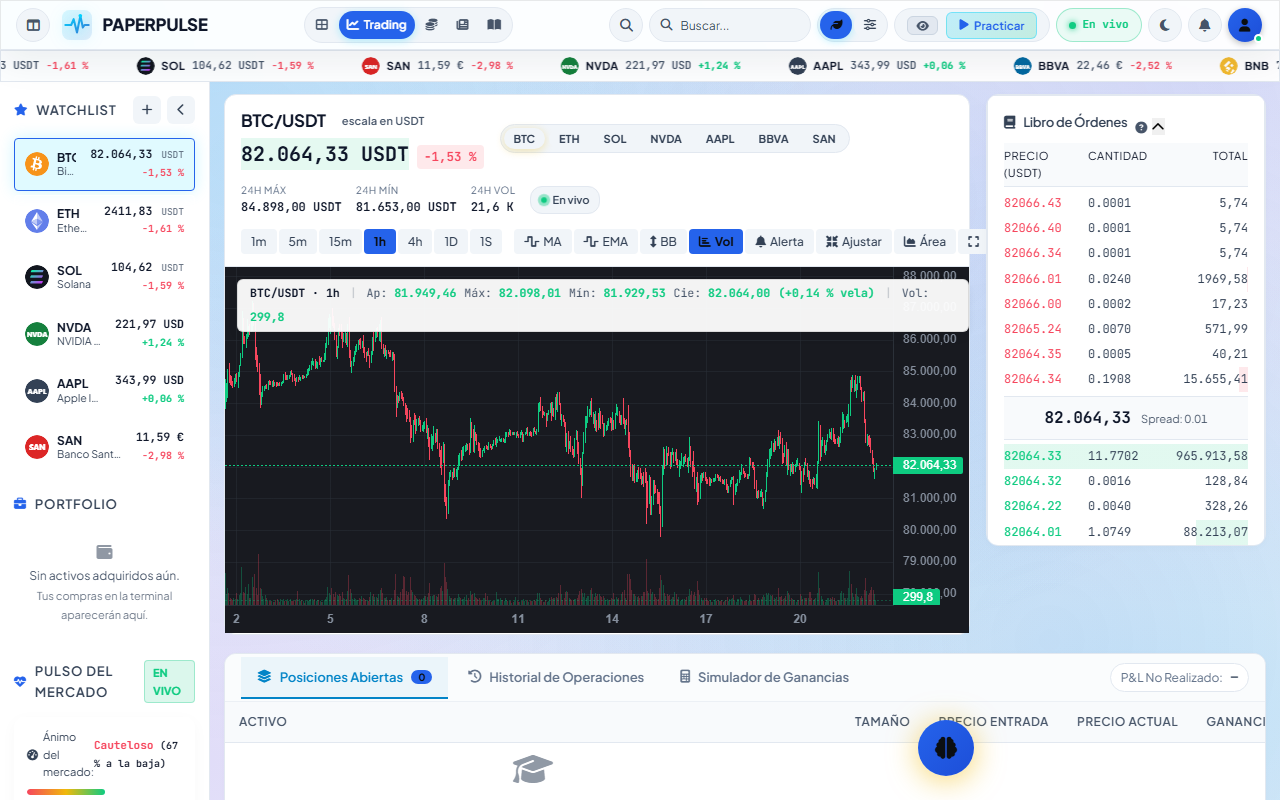 PAPERPULSE
Trading
Buscar...
Practicar
En vivo
3 USDT -1,61 %
SOL 104,62 USDT -1,59 %
SAN 11,59 € -2,98 %
NVDA 221,97 USD +1,24 %
AAPL 343,99 USD +0,06 %
BBVA 22,46 € -2,52 %
BNB
WATCHLIST
BTC 82.064,33 USDT
Bi... -1,53 %
ETH 2411,83 USDT
Ethe... -1,61 %
SOL 104,62 USDT
Solana -1,59 %
NVDA 221,97 USD
NVIDIA ... +1,24 %
AAPL 343,99 USD
Apple I... +0,06 %
SAN 11,59 €
Banco Sant... -2,98 %
PORTFOLIO
Sin activos adquiridos aún.
Tus compras en la terminal
aparecerán aquí.
PULSO DEL
MERCADO
EN
VIVO
Ánimo
del
mercado:
Cauteloso (67
% a la baja)
BTC/USDT escala en USDT
82.064,33 USDT -1,53 %
BTC ETH SOL NVDA AAPL BBVA SAN
24H MÁX 24H MÍN 24H VOL
84.898,00 USDT 81.653,00 USDT 21,6 K
En vivo
1m 5m 15m 1h 4h 1D 1S MA EMA BB Vol Alerta Ajustar Área
BTC/USDT · 1h | Ap: 81.949,46 Máx: 82.098,01 Mín: 81.929,53 Cie: 82.064,00 (+0,14 % vela) | Vol:
299,8
88.000,00
86.000,00
85.000,00
84.000,00
83.000,00
82.064,33
81.000,00
80.000,00
79.000,00
299,8
2 5 8 11 14 17 20
Libro de Órdenes
PRECIO
(USDT)
CANTIDAD TOTAL
82066.43 0.0001 5,74
82066.40 0.0001 5,74
82066.34 0.0001 5,74
82066.01 0.0240 1969,58
82066.00 0.0002 17,23
82065.24 0.0070 571,99
82064.35 0.0005 40,21
82064.34 0.1908 15.655,41
82.064,33 Spread: 0.01
82064.33 11.7702 965.913,58
82064.32 0.0016 128,84
82064.22 0.0040 328,26
82064.01 1.0749 88.213,07
Posiciones Abiertas 0
Historial de Operaciones
Simulador de Ganancias
P&L No Realizado: –
ACTIVO TAMAÑO PRECIO ENTRADA PRECIO ACTUAL GANANCI